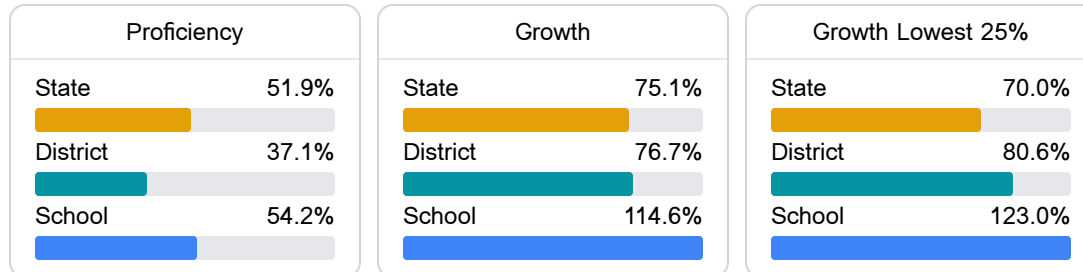 Proficiency
State 51.9%
District 37.1%
School 54.2%
Growth
State 75.1%
District 76.7%
School 114.6%
Growth Lowest 25%
State 70.0%
District 80.6%
School 123.0%